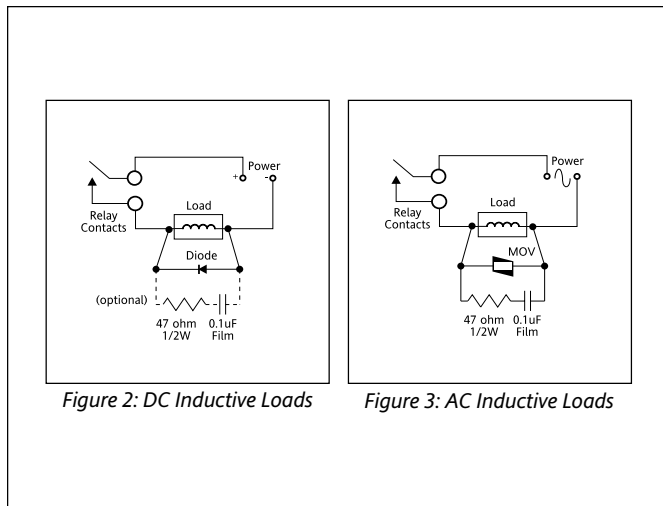 Power
+ -
Load
Relay
Contacts
Diode
(optional)
47 ohm
1/2W
0.1uF
Film
Figure 2: DC Inductive Loads
Power
Load
Relay
Contacts
MOV
47 ohm
1/2W
0.1uF
Film
Figure 3: AC Inductive Loads